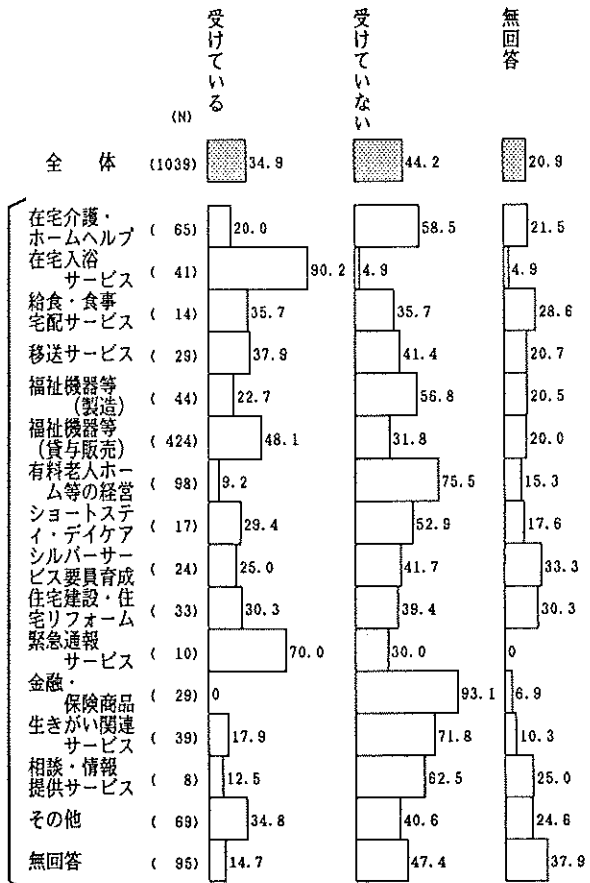 受けている 受けていない 無回答
(N)
全体 (1039) 34.9 44.2 20.9
在宅介護・
ホームヘルプ ( 65) 20.0 58.5 21.5
在宅入浴
サービス ( 41) 90.2 4.9 4.9
給食・食事
宅配サービス ( 14) 35.7 35.7 28.6
移送サービス ( 29) 37.9 41.4 20.7
福祉機器等
(製造) ( 44) 22.7 56.8 20.5
福祉機器等
(貸与販売) ( 424) 48.1 31.8 20.0
有料老人ホー
ム等の経営 ( 98) 9.2 75.5 15.3
ショートステ
ィ・デイケア ( 17) 29.4 52.9 17.6
シルバーサー
ビス要員育成 ( 24) 25.0 41.7 33.3
住宅建設・住
宅リフォーム ( 33) 30.3 39.4 30.3
緊急通報
サービス ( 10) 70.0 30.0 0
金融・
保険商品 ( 29) 0 93.1 6.9
生きがい関連
サービス ( 39) 17.9 71.8 10.3
相談・情報
提供サービス ( 8) 12.5 62.5 25.0
その他 ( 69) 34.8 40.6 24.6
無回答 ( 95) 14.7 47.4 37.9